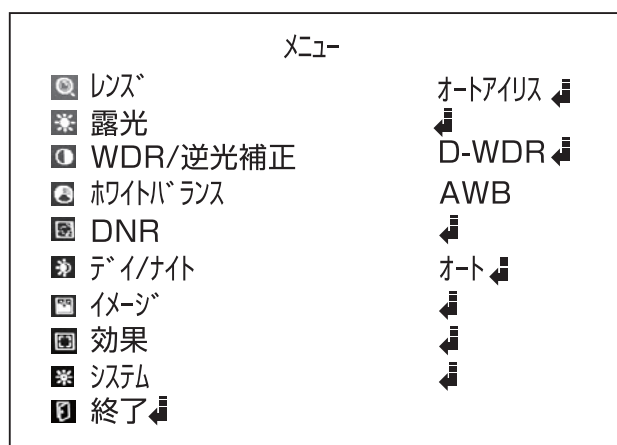 メニュー
レンズ オートアイリス
露光
WDR/逆光補正 D-WDR
ホワイトバランス AWB
DNR
デイ/ナイト オート
イメージ
効果
システム
終了